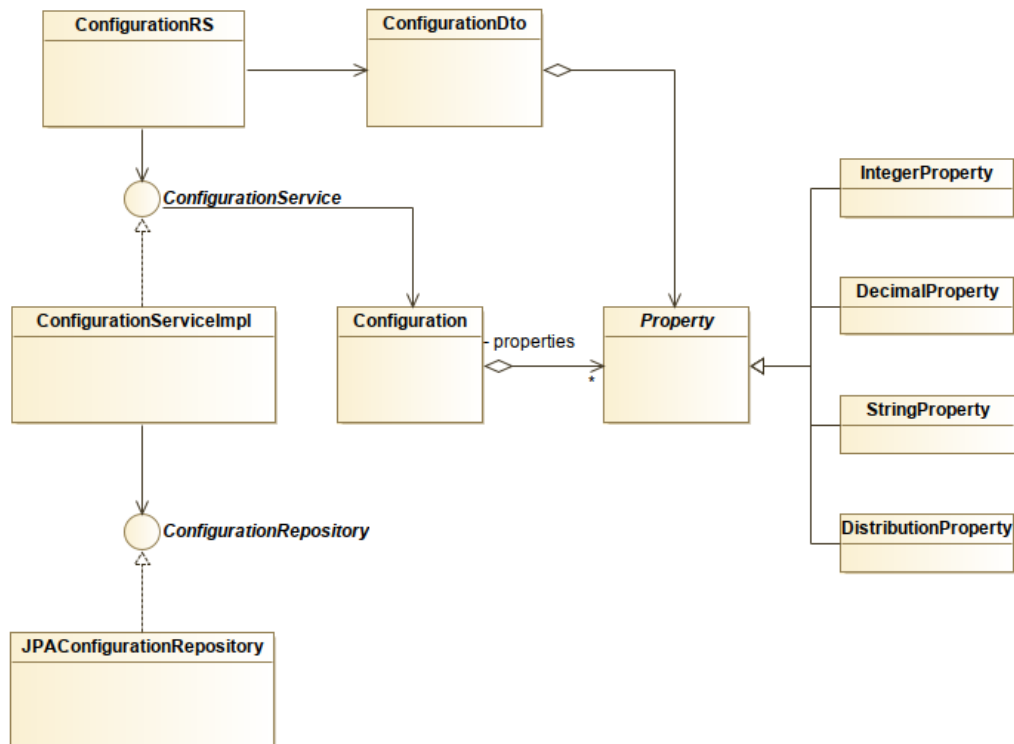 ConfigurationRS
ConfigurationDto
IntegerProperty
ConfigurationService
DecimalProperty
ConfigurationServiceImpl
Configuration
Property
- properties
*
StringProperty
DistributionProperty
ConfigurationRepository
JPAConfigurationRepository